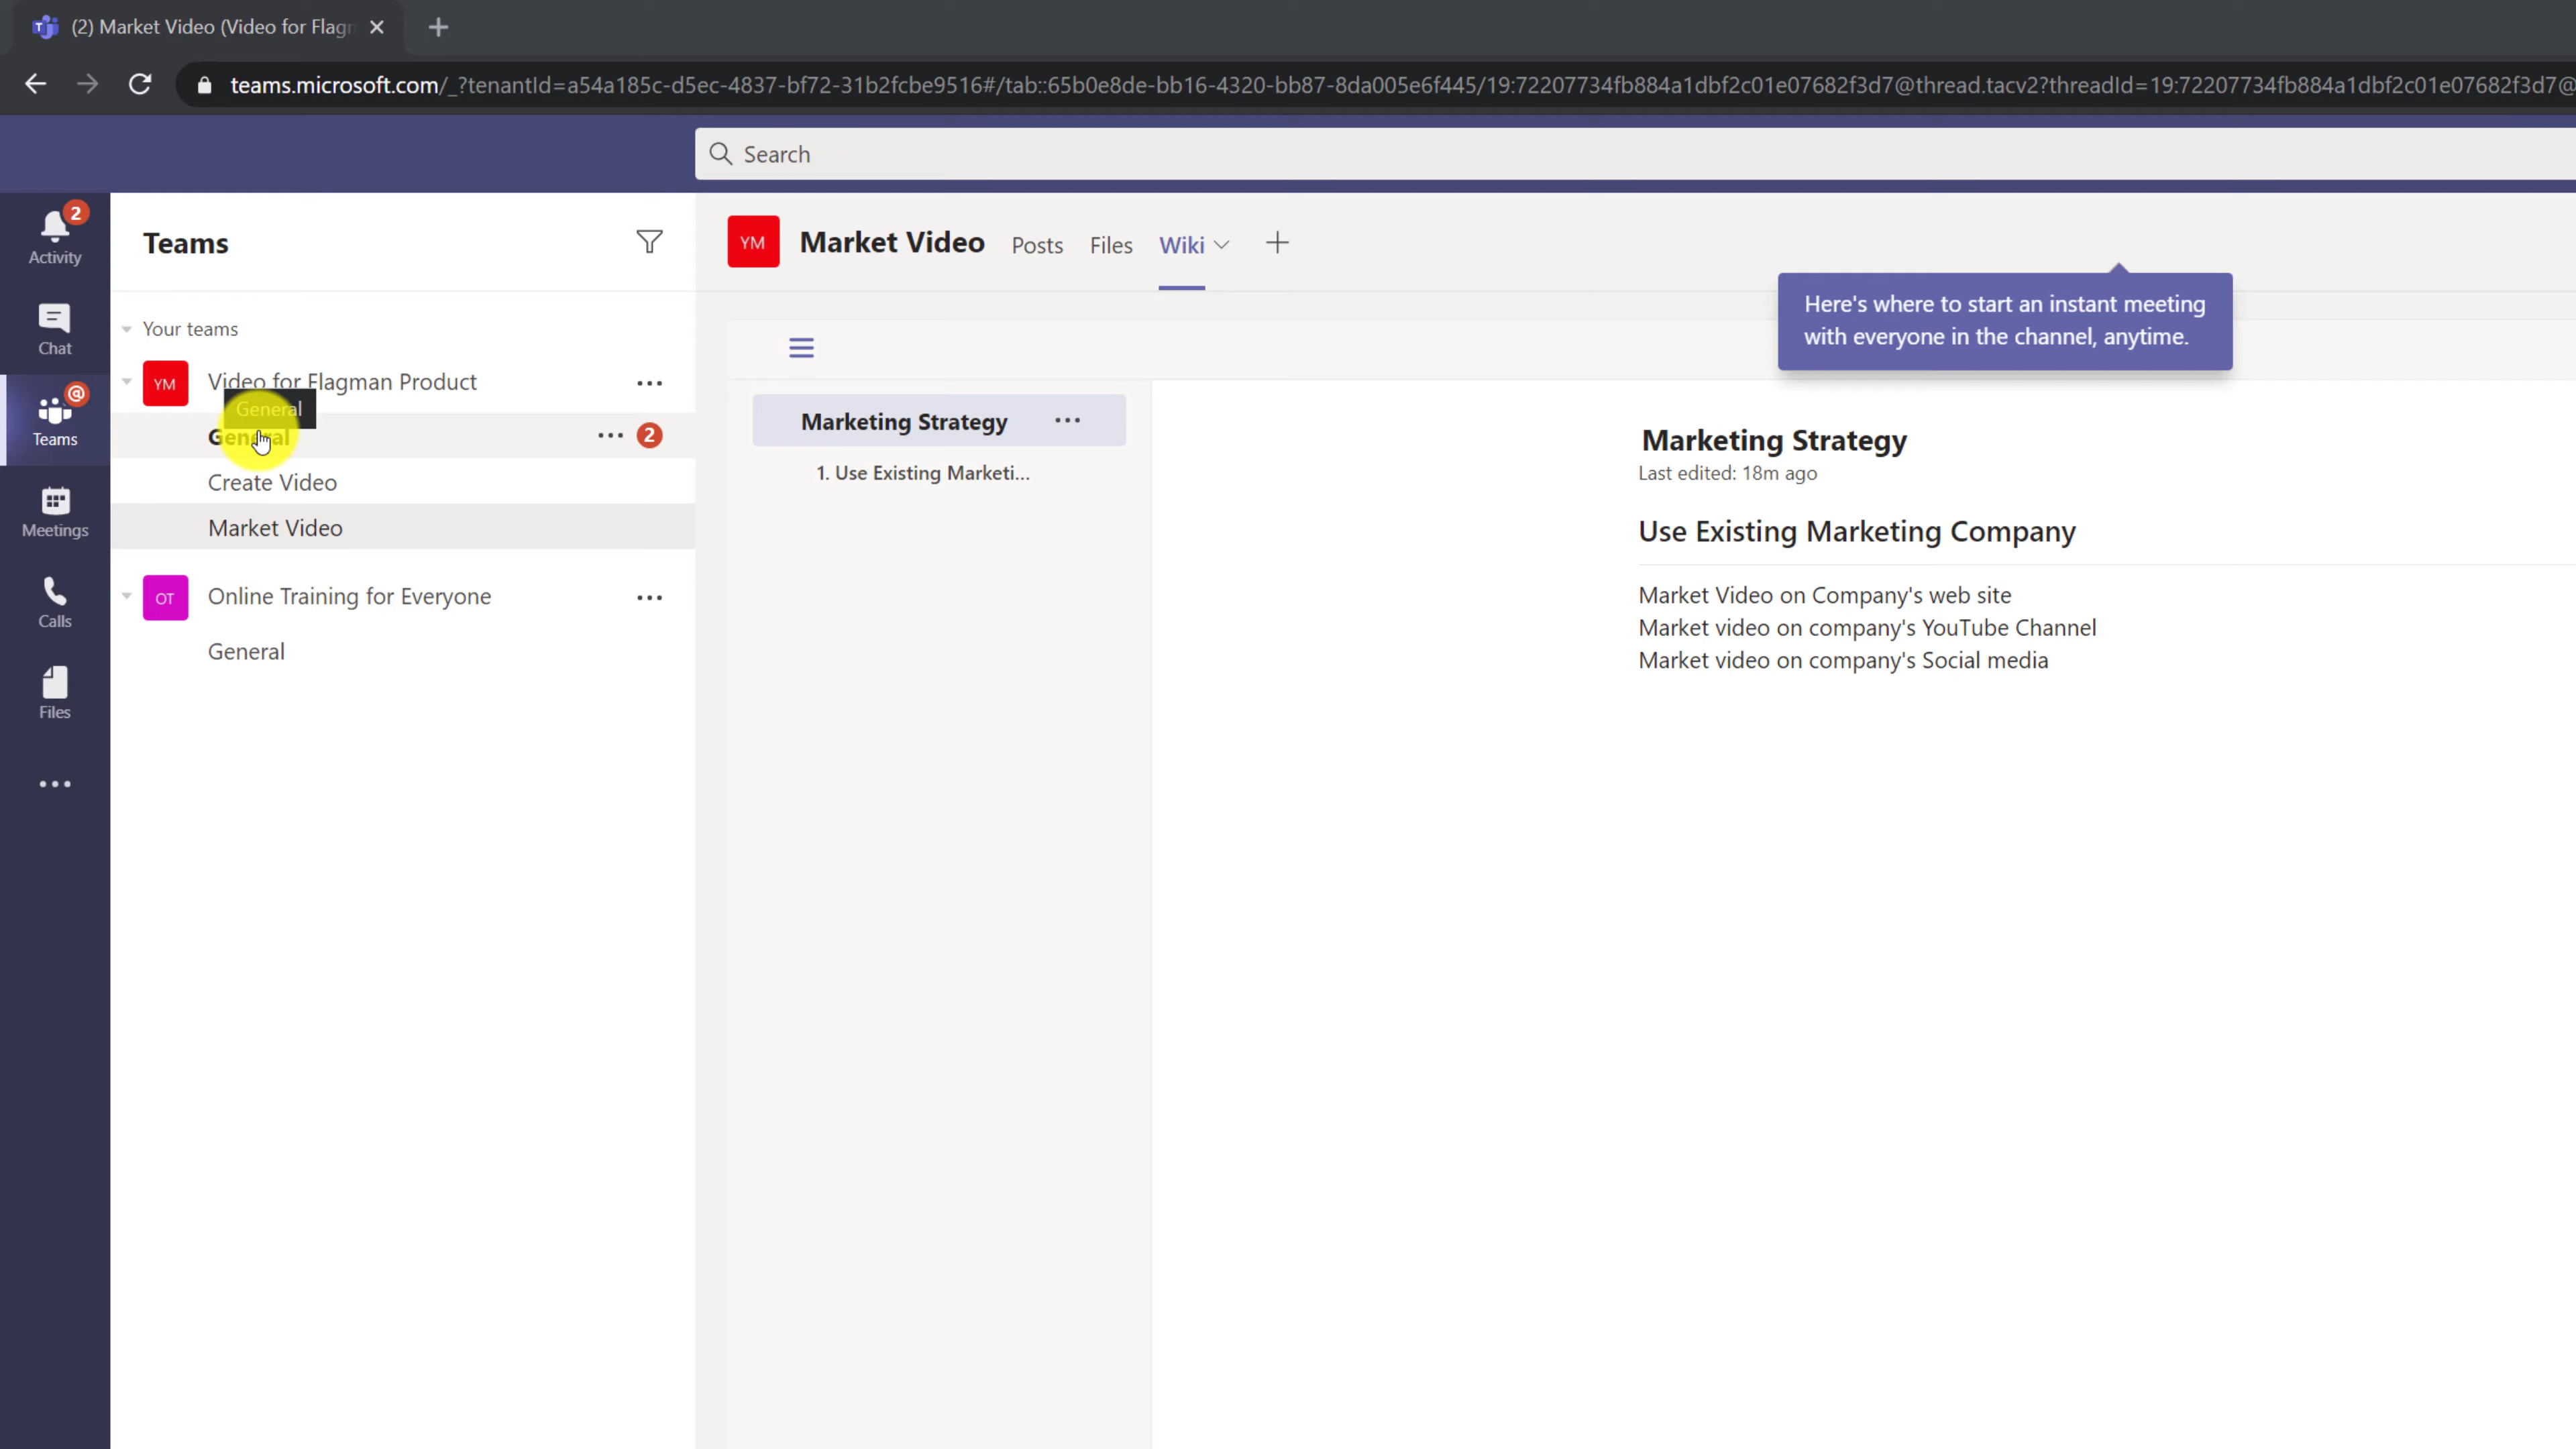 (2) Market Video (Video for Flagm
teams.microsoft.com/_?tenantId=a54a185c-d5ec-4837-bf72-31b2fcbe9516#/tab::65b0e8de-bb16-4320-bb87-8da005e6f445/19:72207734fb884a1dbf2c01e07682f3d7@thread.tacv2?threadId=19:72207734fb884a1dbf2c01e07682f3d7@
Search
2
Activity
Chat
@
Teams
Meetings
Calls
Files
Teams
Your teams
YM Video for Flagman Product
General
General 2
Create Video
Market Video
OT Online Training for Everyone
General
YM Market Video Posts Files Wiki
Here's where to start an instant meeting
with everyone in the channel, anytime.
Marketing Strategy
1. Use Existing Marketi...
Marketing Strategy
Last edited: 18m ago
Use Existing Marketing Company
Market Video on Company's web site
Market video on company's YouTube Channel
Market video on company's Social media